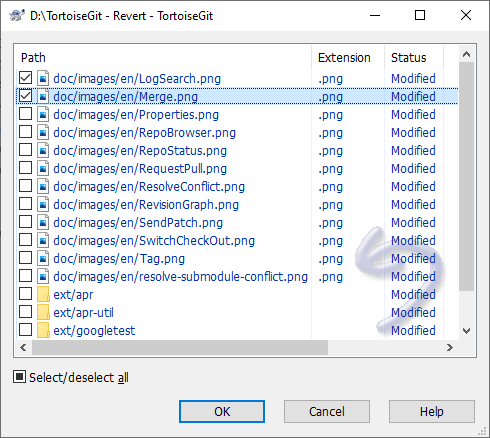 D:\TortoiseGit - Revert - TortoiseGit
Path Extension Status
doc/images/en/LogSearch.png .png Modified
doc/images/en/Merge.png .png Modified
doc/images/en/Properties.png .png Modified
doc/images/en/RepoBrowser.png .png Modified
doc/images/en/RepoStatus.png .png Modified
doc/images/en/RequestPull.png .png Modified
doc/images/en/ResolveConflict.png .png Modified
doc/images/en/RevisionGraph.png .png Modified
doc/images/en/SendPatch.png .png Modified
doc/images/en/SwitchCheckOut.png .png Modified
doc/images/en/Tag.png .png Modified
doc/images/en/resolve-submodule-conflict.png .png Modified
ext/apr Modified
ext/apr-util Modified
ext/googletest Modified
Select/deselect all
OK Cancel Help